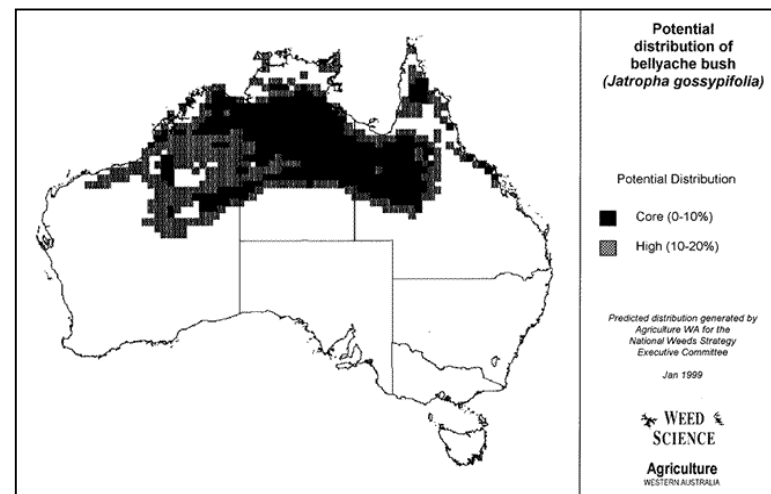 Potential
distribution of
bellyache bush
(Jatropha gossypifolia)
Potential Distribution
Core (0-10%)
High (10-20%)
Predicted distribution generated by
Agriculture WA for the
National Weeds Strategy
Executive Committee
Jan 1999
WEED
SCIENCE
Agriculture
WESTERN AUSTRALIA